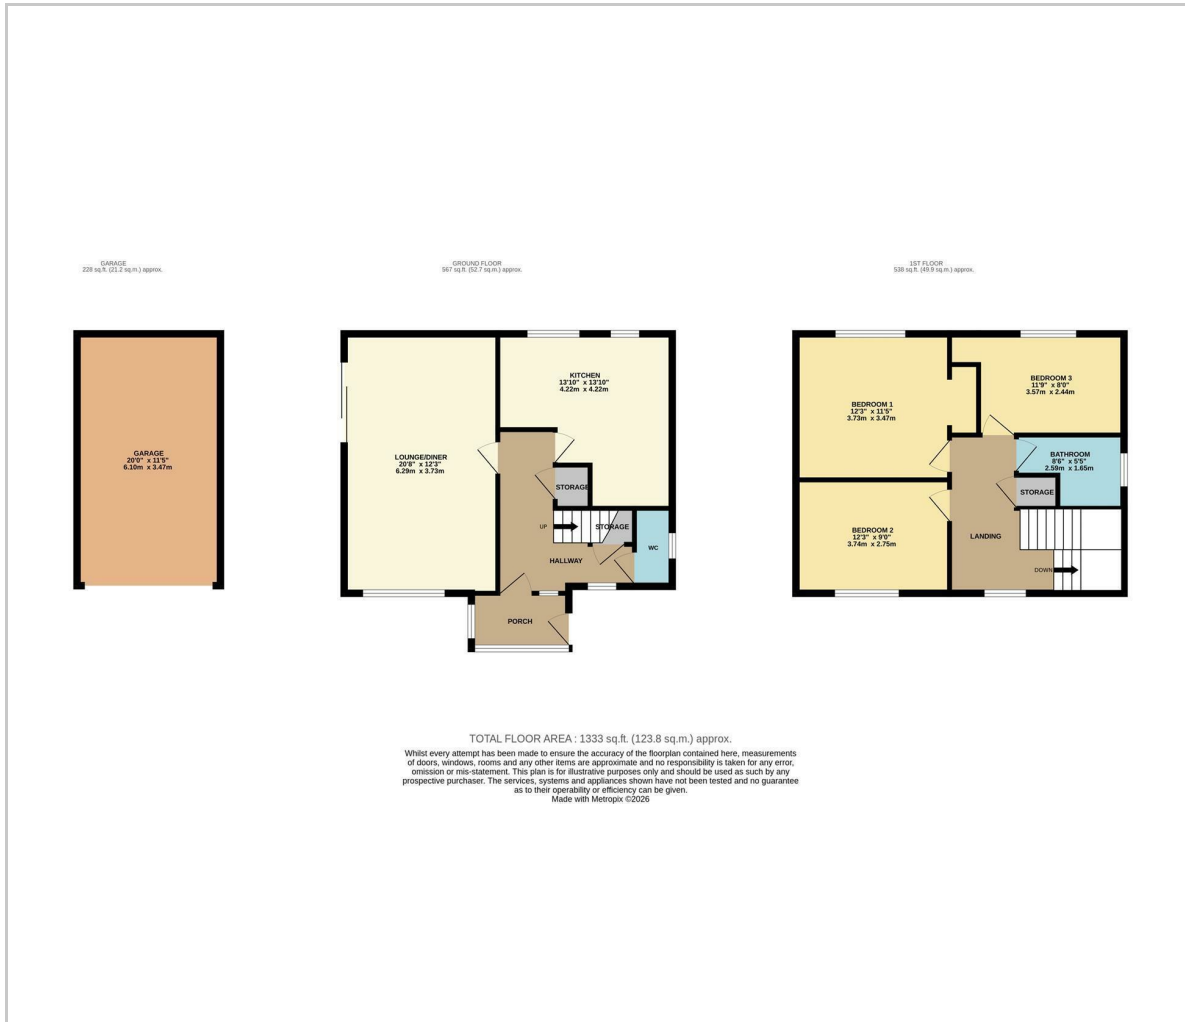 GARAGE
228 sq.ft. (21.2 sq.m.) approx.
GROUND FLOOR
567 sq.ft. (52.7 sq.m.) approx.
1ST FLOOR
538 sq.ft. (49.9 sq.m.) approx.
GARAGE
20'0" x 11'5"
6.10m x 3.47m
LOUNGE/DINER
20'8" x 12'3"
6.29m x 3.73m
KITCHEN
13'10" x 13'10"
4.22m x 4.22m
STORAGE
UP
STORAGE
WC
HALLWAY
PORCH
BEDROOM 1
12'3" x 11'5"
3.73m x 3.47m
BEDROOM 3
11'9" x 8'0"
3.57m x 2.44m
BATHROOM
8'6" x 5'5"
2.59m x 1.65m
STORAGE
BEDROOM 2
12'3" x 9'0"
3.74m x 2.75m
LANDING
DOWN
TOTAL FLOOR AREA : 1333 sq.ft. (123.8 sq.m.) approx.
Whilst every attempt has been made to ensure the accuracy of the floorplan contained here, measurements
of doors, windows, rooms and any other items are approximate and no responsibility is taken for any error,
omission or mis-statement. This plan is for illustrative purposes only and should be used as such by any
prospective purchaser. The services, systems and appliances shown have not been tested and no guarantee
as to their operability or efficiency can be given.
Made with Metropix ©2026